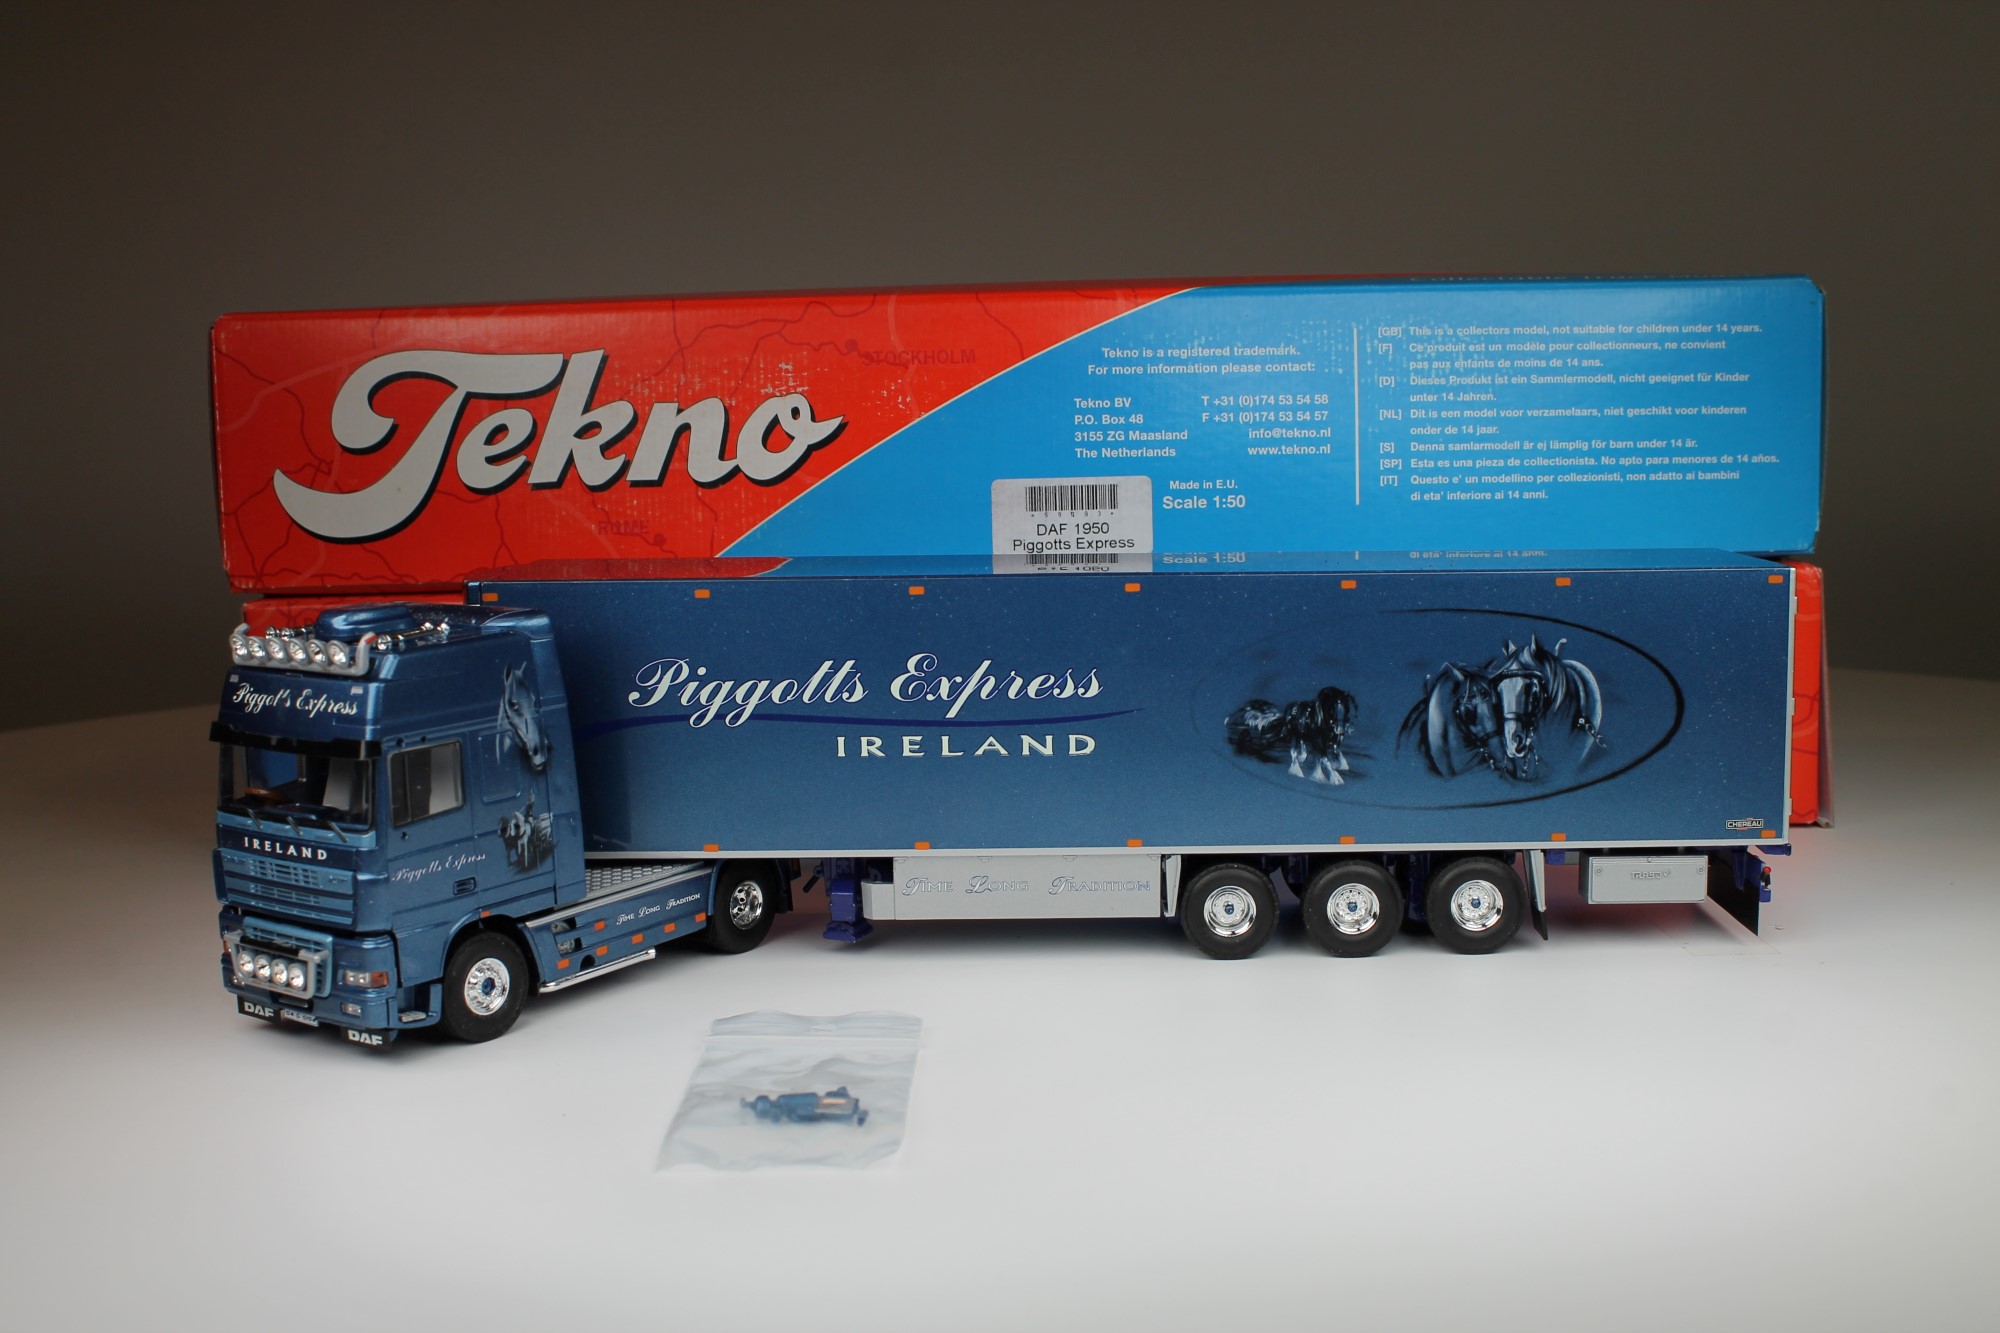 Tekno
STOCKHOLM
ROME
Tekno is a registered trademark.
For more information please contact:
Tekno BV
P.O. Box 48
3155 ZG Maasland
The Netherlands
T +31 (0)174 53 54 58
F +31 (0)174 53 54 57
info@tekno.nl
www.tekno.nl
Made in E.U.
Scale 1:50
[GB] This is a collectors model, not suitable for children under 14 years.
[F] Ce produit est un modèle pour collectionneurs, ne convient
pas aux enfants de moins de 14 ans.
[D] Dieses Produkt ist ein Sammlermodell, nicht geeignet für Kinder
unter 14 Jahren.
[NL] Dit is een model voor verzamelaars, niet geschikt voor kinderen
onder de 14 jaar.
[S] Denna samlarmodell är ej lämplig för barn under 14 år.
[SP] Esta es una pieza de collectionista. No apto para menores de 14 años.
[IT] Questo e' un modellino per collezionisti, non adatto ai bambini
di eta' inferiore ai 14 anni.
DAF 1950
Piggotts Express
Piggotts Express
IRELAND
CHEREAU
Piggot's Express
IRELAND
Piggotts Express
TIME LONG TRADITION
TIME LONG TRADITION
DAF
DAF